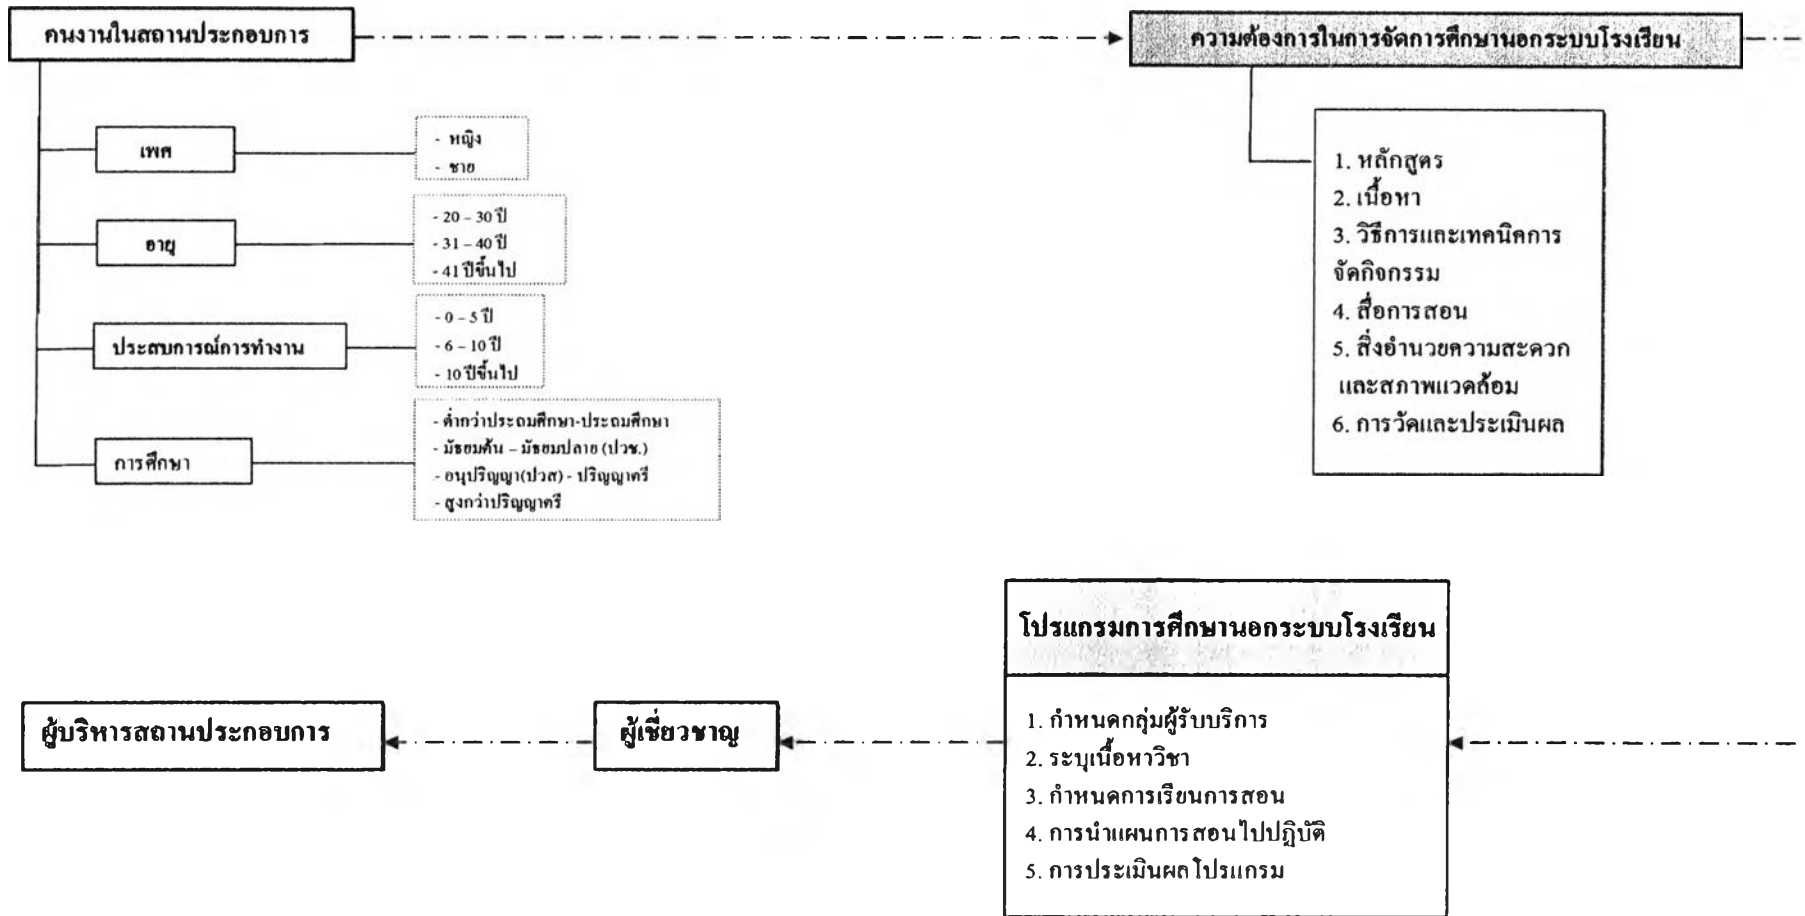 คนงานในสถานประกอบการ
ความต้องการในการจัดการศึกษานอกระบบโรงเรียน
เพศ
- หญิง
- ชาย
อายุ
- 20 – 30 ปี
- 31 – 40 ปี
- 41 ปีขึ้นไป
ประสบการณ์การทำงาน
- 0 – 5 ปี
- 6 – 10 ปี
- 10 ปีขึ้นไป
การศึกษา
- ต่ำกว่าประถมศึกษา-ประถมศึกษา
- มัธยมต้น – มัธยมปลาย (ปวช.)
- อนุปริญญา(ปวส) - ปริญญาตรี
- สูงกว่าปริญญาตรี
1. หลักสูตร
2. เนื้อหา
3. วิธีการและเทคนิคการ
จัดกิจกรรม
4. สื่อการสอน
5. สิ่งอำนวยความสะดวก
และสภาพแวดล้อม
6. การวัดและประเมินผล
โปรแกรมการศึกษานอกระบบโรงเรียน
1. กำหนดกลุ่มผู้รับบริการ
2. ระบุเนื้อหาวิชา
3. กำหนดการเรียนการสอน
4. การนำแผนการสอนไปปฏิบัติ
5. การประเมินผลโปรแกรม
ผู้เชี่ยวชาญ
ผู้บริหารสถานประกอบการ